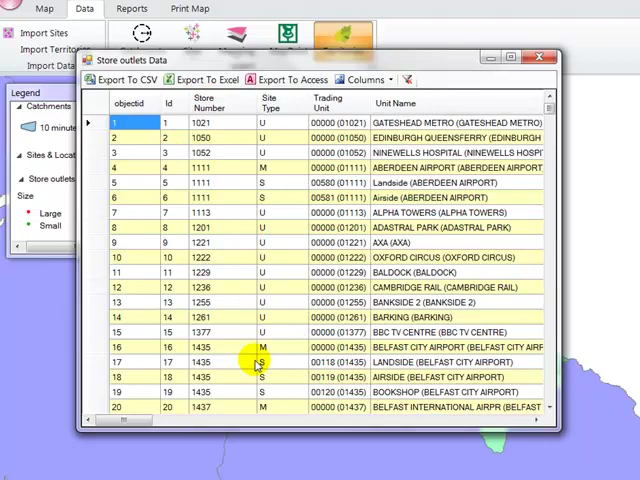 Map Data Reports Print Map
Import Sites
Import Territori
Import Data
Legend
Catchments
10 minute
Sites & Locat
Store outlets
Size
Large
Small
Store outlets Data
Export To CSV Export To Excel Export To Access Columns
objectid Id Store Number Site Type Trading Unit Unit Name
1 1 1021 U 00000 (01021) GATESHEAD METRO (GATESHEAD METRO)
2 2 1050 U 00000 (01050) EDINBURGH QUEENSFERRY (EDINBURGH
3 3 1052 U 00000 (01052) NINEWELLS HOSPITAL (NINEWELLS HOSPIT
4 4 1111 M 00000 (01111) ABERDEEN AIRPORT (ABERDEEN AIRPORT)
5 5 1111 S 00580 (01111) Landside (ABERDEEN AIRPORT)
6 6 1111 S 00581 (01111) Airside (ABERDEEN AIRPORT)
7 7 1113 U 00000 (01113) ALPHA TOWERS (ALPHA TOWERS)
8 8 1201 U 00000 (01201) ADASTRAL PARK (ADASTRAL PARK)
9 9 1221 U 00000 (01221) AXA (AXA)
10 10 1222 U 00000 (01222) OXFORD CIRCUS (OXFORD CIRCUS)
11 11 1229 U 00000 (01229) BALDOCK (BALDOCK)
12 12 1236 U 00000 (01236) CAMBRIDGE RAIL (CAMBRIDGE RAIL)
13 13 1255 U 00000 (01255) BANKSIDE 2 (BANKSIDE 2)
14 14 1261 U 00000 (01261) BARKING (BARKING)
15 15 1377 U 00000 (01377) BBC TV CENTRE (BBC TV CENTRE)
16 16 1435 M 00000 (01435) BELFAST CITY AIRPORT (BELFAST CITY AIRP
17 17 1435 S 00118 (01435) LANDSIDE (BELFAST CITY AIRPORT)
18 18 1435 S 00119 (01435) AIRSIDE (BELFAST CITY AIRPORT)
19 19 1435 S 00120 (01435) BOOKSHOP (BELFAST CITY AIRPORT)
20 20 1437 M 00000 (01437) BELFAST INTERNATIONAL AIRPR (BELFAST